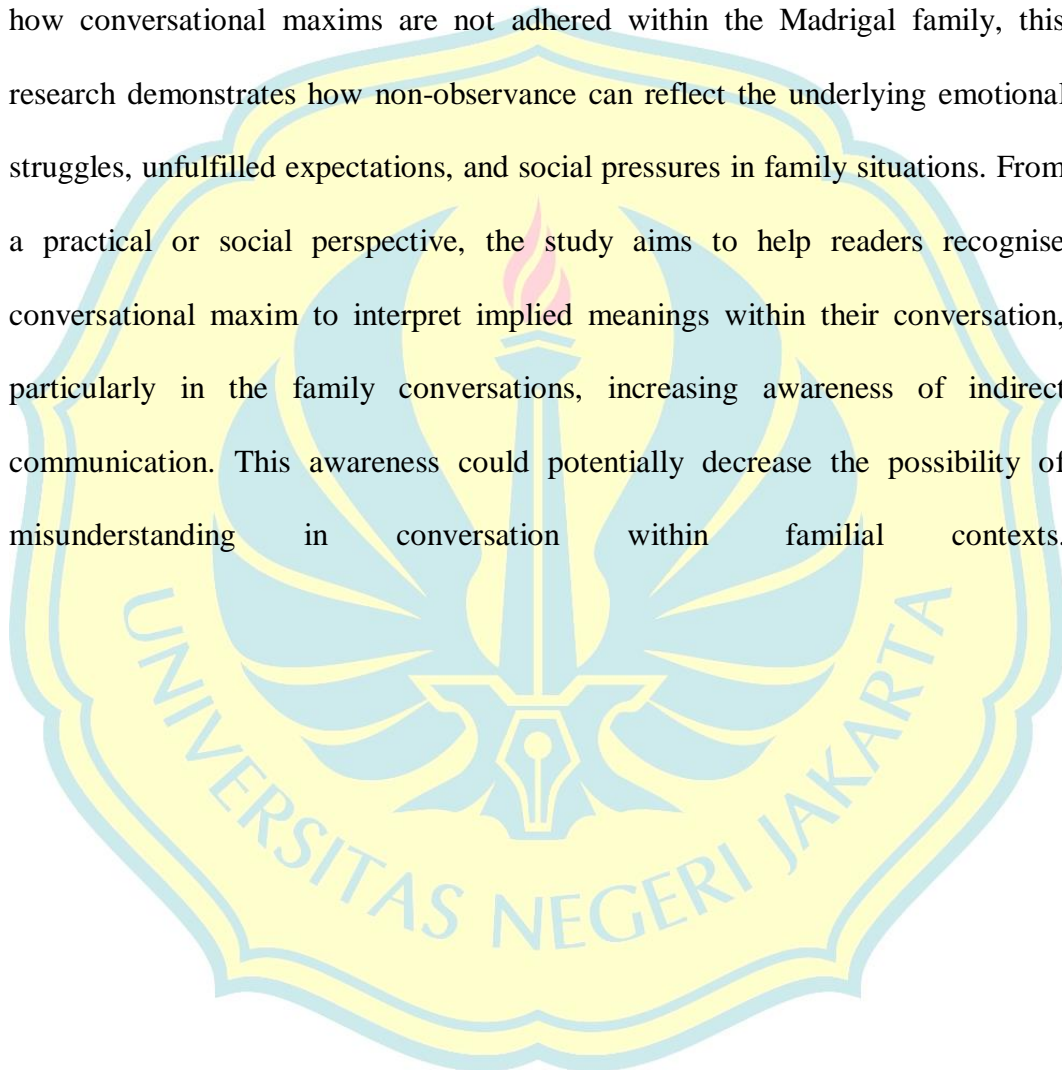 how conversational maxims are not adhered within the Madrigal family, this
research demonstrates how non-observance can reflect the underlying emotional
struggles, unfulfilled expectations, and social pressures in family situations. From
a practical or social perspective, the study aims to help readers recognise
conversational maxim to interpret implied meanings within their conversation,
particularly in the family conversations, increasing awareness of indirect
communication. This awareness could potentially decrease the possibility of
misunderstanding in conversation within familial contexts.
UNIVERSITAS NEGERI JAKARTA